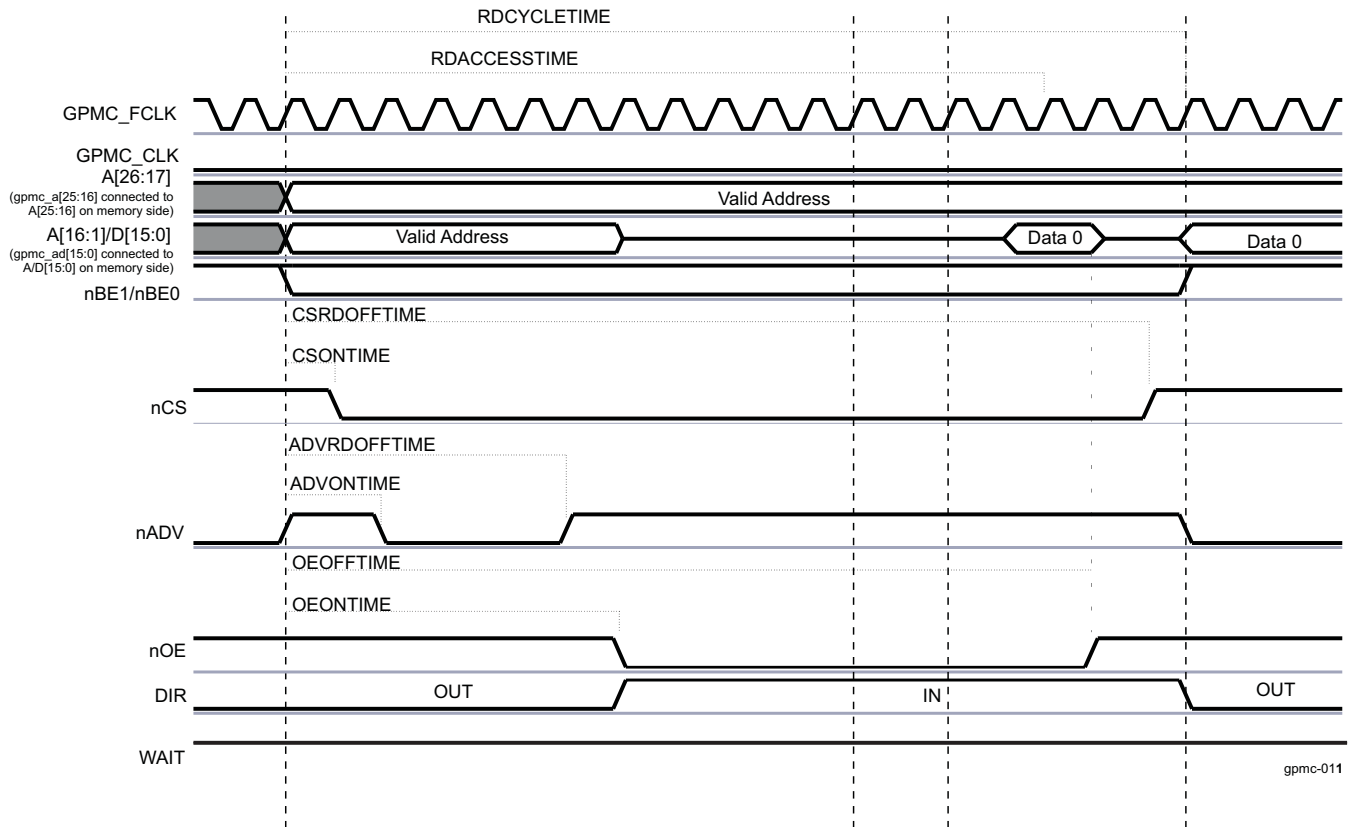 RDCYCLETIME
RDACCESSTIME
GPMC_FCLK
GPMC_CLK
A[26:17]
(gpmc_a[25:16] connected to
A[25:16] on memory side)
Valid Address
A[16:1]/D[15:0]
(gpmc_ad[15:0] connected to
A/D[15:0] on memory side)
Valid Address
Data 0
Data 0
nBE1/nBE0
CSRDOFFTIME
CSONTIME
nCS
ADVRDOFFTIME
ADVONTIME
nADV
OEOFFTIME
OEONTIME
nOE
DIR
OUT
IN
OUT
WAIT
gpmc-011